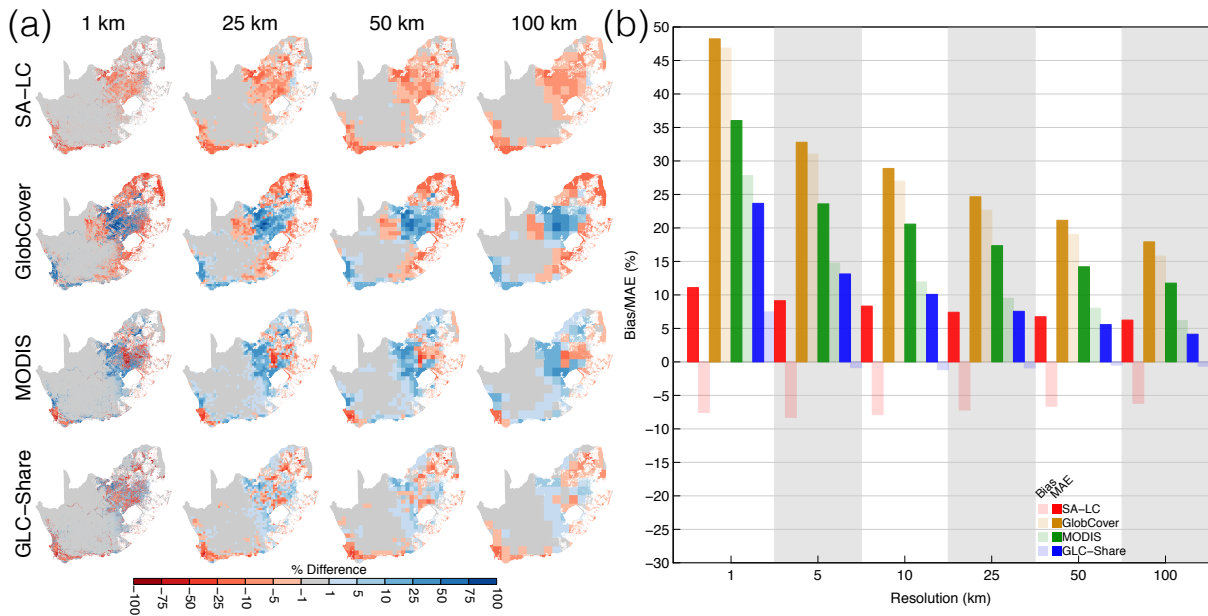 (a)
1 km 25 km 50 km 100 km
SA-LC
GlobCover
MODIS
GLC-Share
% Difference
-100 -75 -50 -25 -10 -5 -1 1 5 10 25 50 75 100
(b)
Bias/MAE (%)
50
45
40
35
30
25
20
15
10
5
0
-5
-10
-15
-20
-25
-30
Bias MAE
SA-LC
GlobCover
MODIS
GLC-Share
1 5 10 25 50 100
Resolution (km)